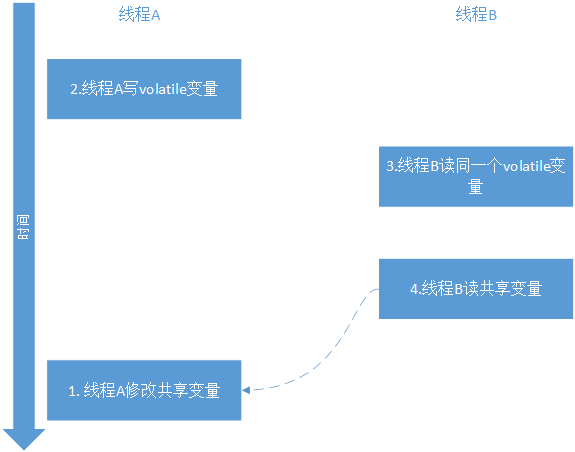 线程A
线程B
2.线程A写volatile变量
3.线程B读同一个volatile变
量
时间
4.线程B读共享变量
1. 线程A修改共享变量